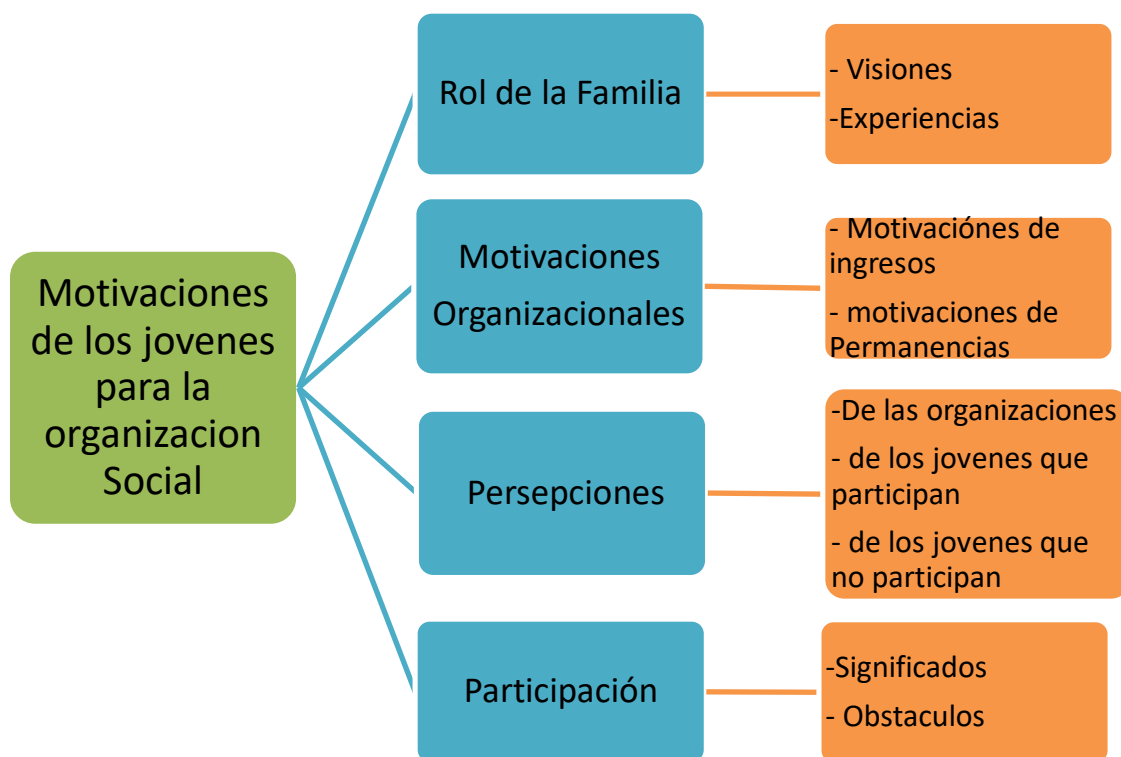 Motivaciones
de los jovenes
para la
organizacion
Social
Rol de la Familia
- Visiones
-Experiencias
Motivaciones
Organizacionales
- Motivaciónes de
ingresos
- motivaciones de
Permanencias
Persepciones
-De las organizaciones
- de los jovenes que
participan
- de los jovenes que
no participan
Participación
-Significados
- Obstaculos